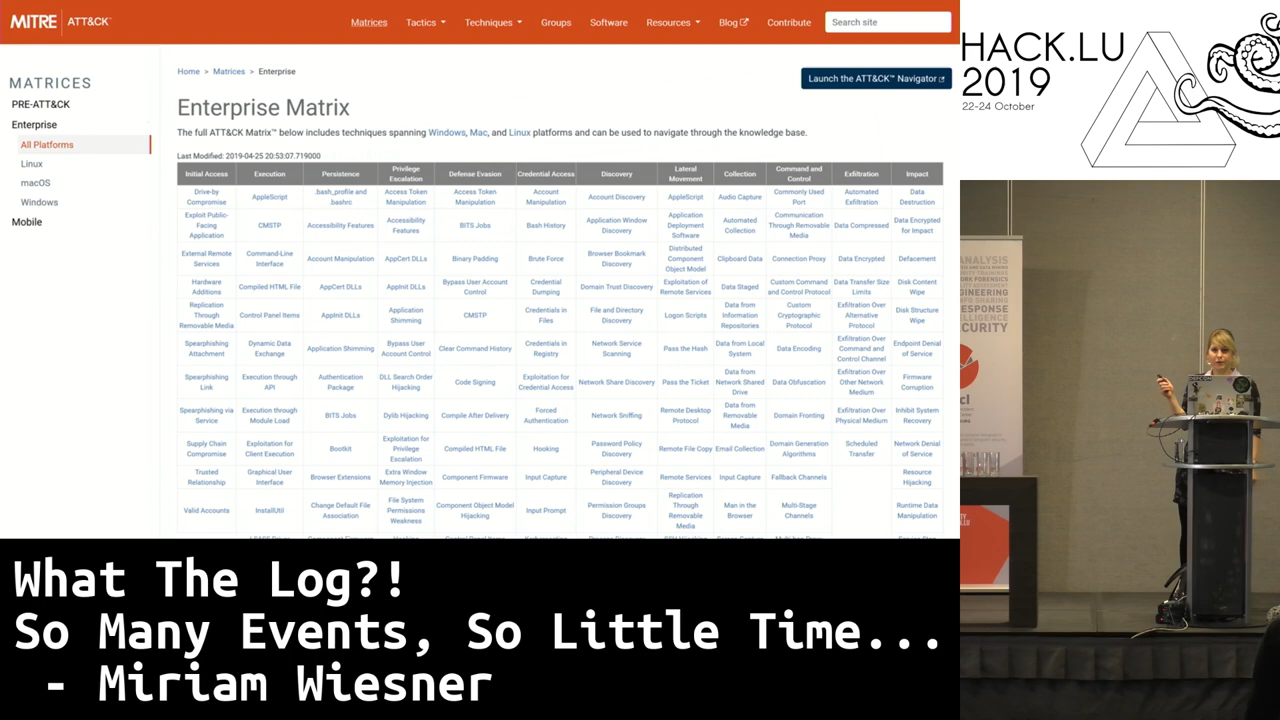 MITRE | ATT&CK™
Matrices Tactics Techniques Groups Software Resources Blog Contribute Search site
MATRICES
PRE-ATT&CK
Enterprise
All Platforms
Linux
macOS
Windows
Mobile
Home > Matrices > Enterprise
Launch the ATT&CK™ Navigator
Enterprise Matrix
The full ATT&CK Matrix™ below includes techniques spanning Windows, Mac, and Linux platforms and can be used to navigate through the knowledge base.
Last Modified: 2019-04-25 20:53:07.719000
Initial Access Execution Persistence Privilege Escalation Defense Evasion Credential Access Discovery Lateral Movement Collection Command and Control Exfiltration Impact
Drive-by Compromise AppleScript .bash_profile and .bashrc Access Token Manipulation Access Token Manipulation Account Manipulation Account Discovery AppleScript Audio Capture Commonly Used Port Automated Exfiltration Data Destruction
Exploit Public-Facing Application CMSTP Accessibility Features Accessibility Features BITS Jobs Bash History Application Window Discovery Application Deployment Software Automated Collection Communication Through Removable Media Data Compressed Data Encrypted for Impact
External Remote Services Command-Line Interface Account Manipulation AppCert DLLs Binary Padding Brute Force Browser Bookmark Discovery Distributed Component Object Model Clipboard Data Connection Proxy Data Encrypted Defacement
Hardware Additions Compiled HTML File AppCert DLLs AppInit DLLs Bypass User Account Control Credential Dumping Domain Trust Discovery Exploitation of Remote Services Data Staged Custom Command and Control Protocol Data Transfer Size Limits Disk Content Wipe
Replication Through Removable Media Control Panel Items AppInit DLLs Application Shimming CMSTP Credentials in Files File and Directory Discovery Logon Scripts Data from Information Repositories Custom Cryptographic Protocol Exfiltration Over Alternative Protocol Disk Structure Wipe
Spearphishing Attachment Dynamic Data Exchange Application Shimming Bypass User Account Control Clear Command History Credentials in Registry Network Service Scanning Pass the Hash Data from Local System Data Encoding Exfiltration Over Command and Control Channel Endpoint Denial of Service
Spearphishing Link Execution through API Authentication Package DLL Search Order Hijacking Code Signing Exploitation for Credential Access Network Share Discovery Pass the Ticket Data from Network Shared Drive Data Obfuscation Exfiltration Over Other Network Medium Firmware Corruption
Spearphishing via Service Execution through Module Load BITS Jobs Dylib Hijacking Compile After Delivery Forced Authentication Network Sniffing Remote Desktop Protocol Data from Removable Media Domain Fronting Exfiltration Over Physical Medium Inhibit System Recovery
Supply Chain Compromise Exploitation for Client Execution Bootkit Exploitation for Privilege Escalation Compiled HTML File Hooking Password Policy Discovery Remote File Copy Email Collection Domain Generation Algorithms Scheduled Transfer Network Denial of Service
Trusted Relationship Graphical User Interface Browser Extensions Extra Window Memory Injection Component Firmware Input Capture Peripheral Device Discovery Remote Services Input Capture Fallback Channels Resource Hijacking
Valid Accounts InstallUtil Change Default File Association File System Permissions Weakness Component Object Model Hijacking Input Prompt Permission Groups Discovery Replication Through Removable Media Man in the Browser Multi-Stage Channels Runtime Data Manipulation
HACK.LU
2019
22-24 October
ANALYSIS
RESPONSE
What The Log?!
So Many Events, So Little Time...
- Miriam Wiesner